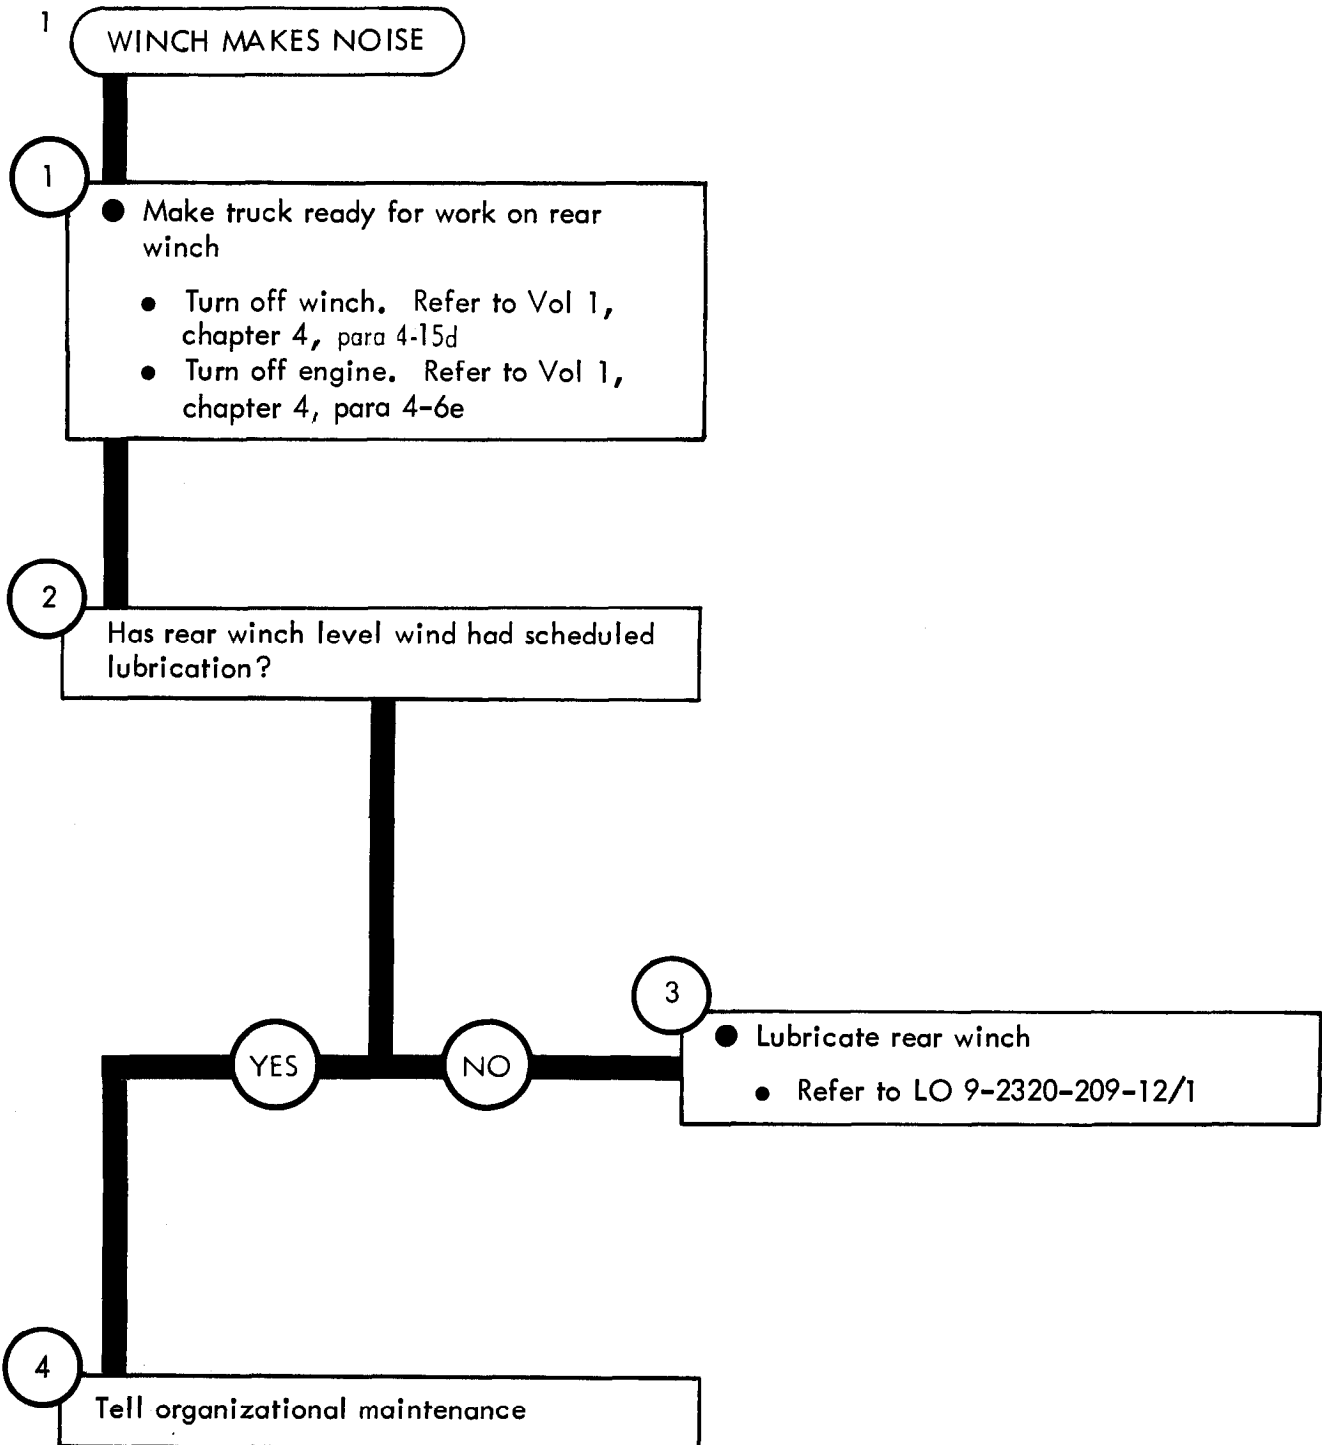 1
WINCH MAKES NOISE
1
● Make truck ready for work on rear
winch
● Turn off winch. Refer to Vol 1,
chapter 4, para 4-15d
● Turn off engine. Refer to Vol 1,
chapter 4, para 4-6e
2
Has rear winch level wind had scheduled
lubrication?
YES
NO
3
● Lubricate rear winch
● Refer to LO 9-2320-209-12/1
4
Tell organizational maintenance